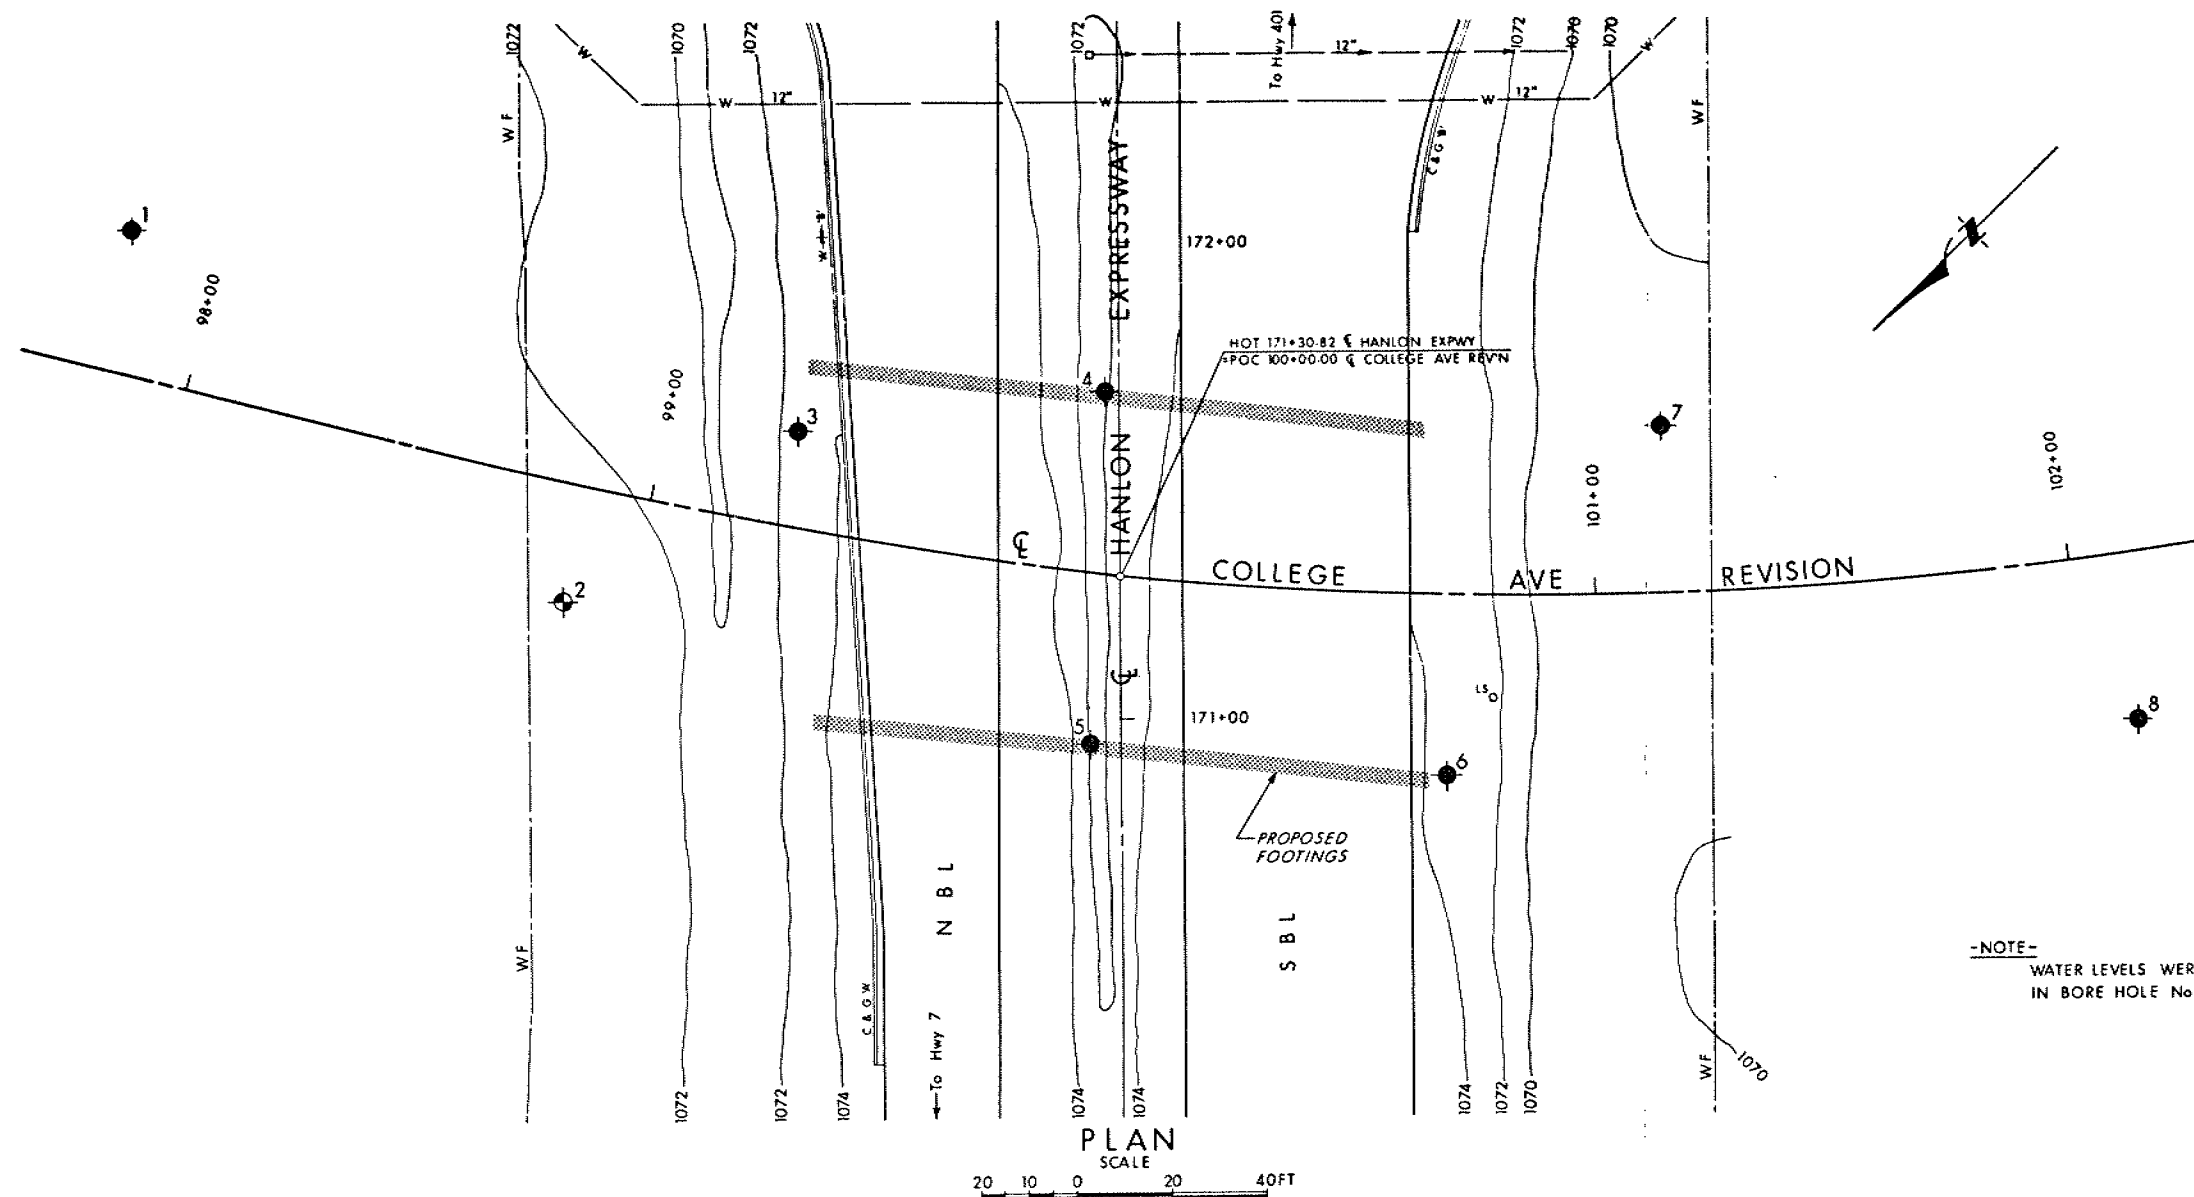 1072
1070
1072
1072
To Hwy 401
12"
1072
1070
1070
W
W
W
12"
W
W
12"
W F
WF
C & G W
1
98+00
EXPRESSWAY
172+00
N
HOT 171+30.82 ℄ HANLON EXPWY
=POC 100+00.00 ℄ COLLEGE AVE REV'N
99+00
3
4
7
HANLON
101+00
102+00
℄
COLLEGE AVE REVISION
2
℄
LS
171+00
5
6
8
PROPOSED
FOOTINGS
N B L
S B L
WF
C & G W
To Hwy 7
-NOTE-
WATER LEVELS WER
IN BORE HOLE No
WF
1070
1072
1072
1074
1074
1074
1074
1072
1070
PLAN
SCALE
20 10 0 20 40FT